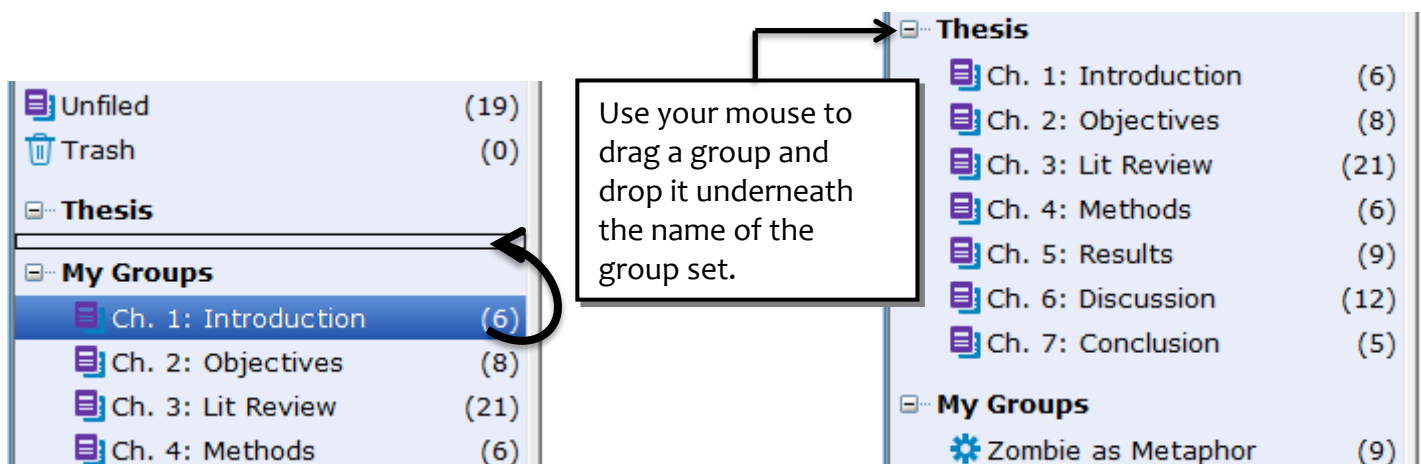 Unfiled (19)
Trash (0)
Thesis
My Groups
Ch. 1: Introduction (6)
Ch. 2: Objectives (8)
Ch. 3: Lit Review (21)
Ch. 4: Methods (6)
Use your mouse to
drag a group and
drop it underneath
the name of the
group set.
Thesis
Ch. 1: Introduction (6)
Ch. 2: Objectives (8)
Ch. 3: Lit Review (21)
Ch. 4: Methods (6)
Ch. 5: Results (9)
Ch. 6: Discussion (12)
Ch. 7: Conclusion (5)
My Groups
Zombie as Metaphor (9)